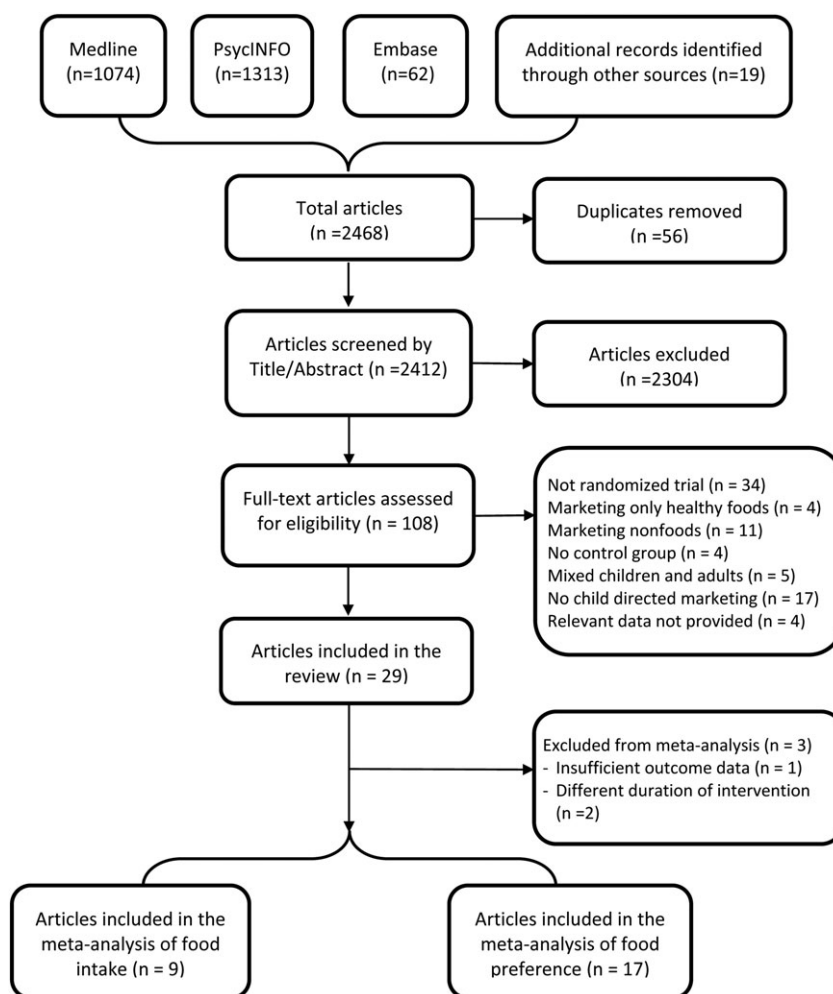 Medline
(n=1074)
PsycINFO
(n=1313)
Embase
(n=62)
Additional records identified
through other sources (n=19)
Total articles
(n =2468)
Duplicates removed
(n =56)
Articles screened by
Title/Abstract (n =2412)
Articles excluded
(n =2304)
Full-text articles assessed
for eligibility (n = 108)
Not randomized trial (n = 34)
Marketing only healthy foods (n = 4)
Marketing nonfoods (n = 11)
No control group (n = 4)
Mixed children and adults (n = 5)
No child directed marketing (n = 17)
Relevant data not provided (n = 4)
Articles included in the
review (n = 29)
Excluded from meta-analysis (n = 3)
- Insufficient outcome data (n = 1)
- Different duration of intervention
(n =2)
Articles included in the
meta-analysis of food
intake (n = 9)
Articles included in the
meta-analysis of food
preference (n = 17)